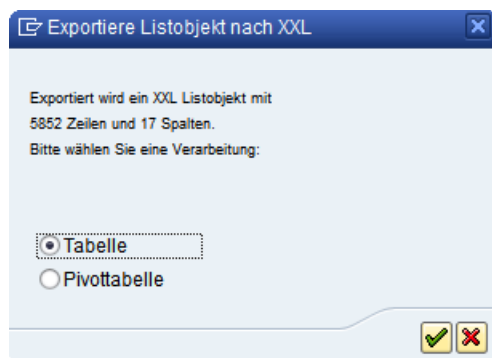 Exportiere Listobjekt nach XXL
Exportiert wird ein XXL Listobjekt mit
5852 Zeilen und 17 Spalten.
Bitte wählen Sie eine Verarbeitung:
Tabelle
Pivottabelle